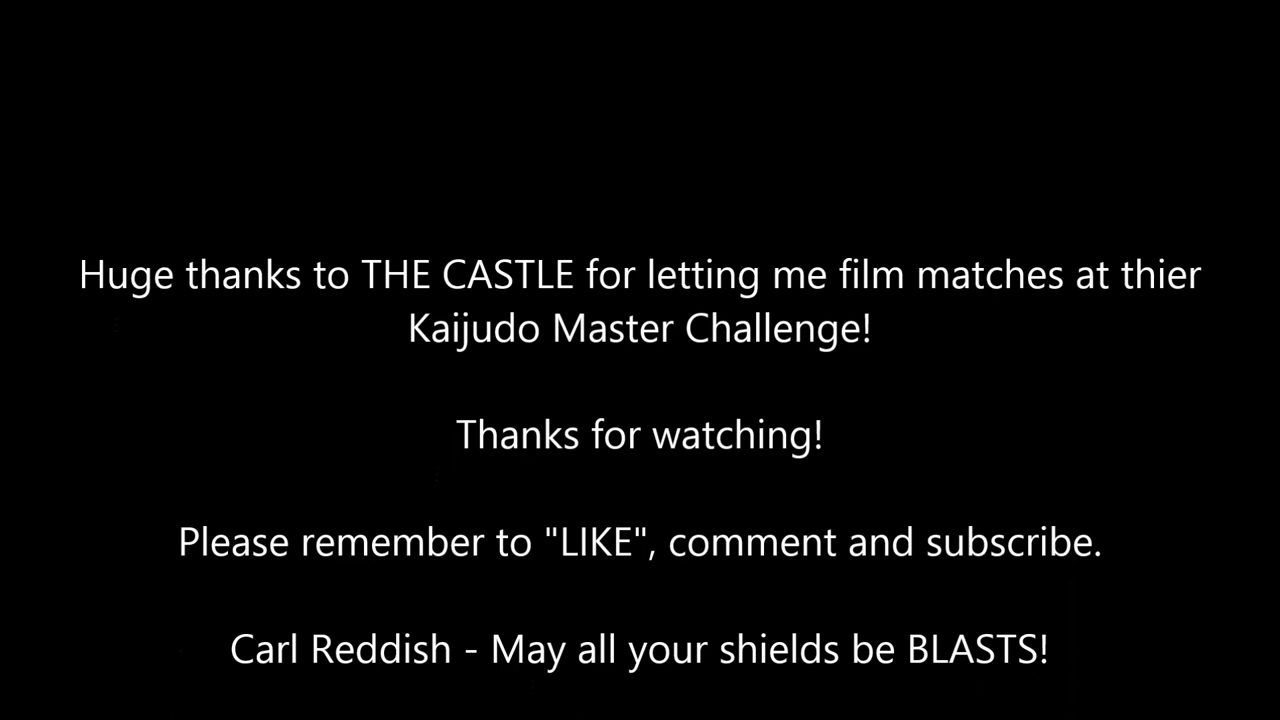 Huge thanks to THE CASTLE for letting me film matches at thier
Kaijudo Master Challenge!
Thanks for watching!
Please remember to "LIKE", comment and subscribe.
Carl Reddish - May all your shields be BLASTS!